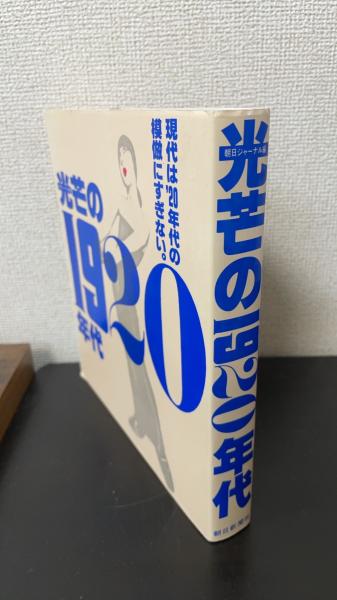 現代は'20年代の
模倣にすぎない。
光芒の
1920
年代
朝日ジャーナル編
光芒の1920年代
朝日新聞社